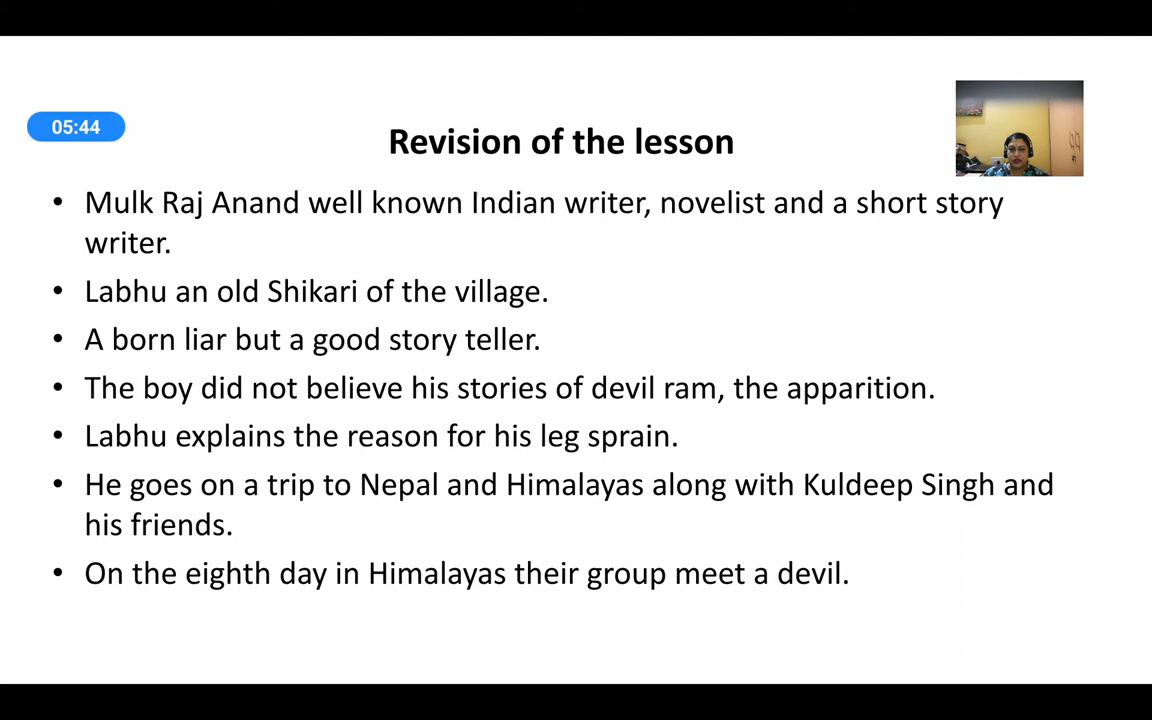 05:44
Revision of the lesson
• Mulk Raj Anand well known Indian writer, novelist and a short story
writer.
• Labhu an old Shikari of the village.
• A born liar but a good story teller.
• The boy did not believe his stories of devil ram, the apparition.
• Labhu explains the reason for his leg sprain.
• He goes on a trip to Nepal and Himalayas along with Kuldeep Singh and
his friends.
• On the eighth day in Himalayas their group meet a devil.